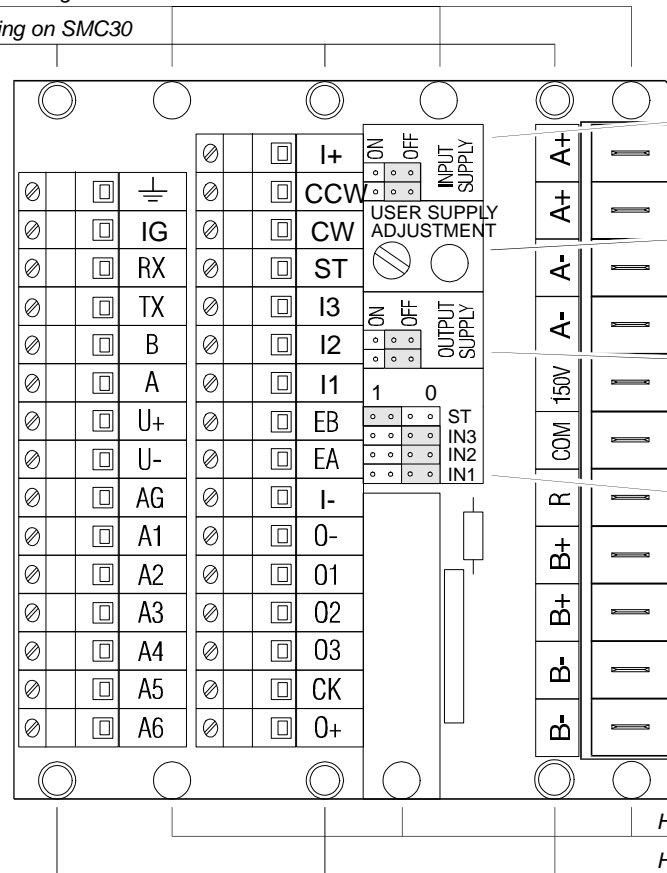 ing on SMC30
IG
RX
TX
B
A
U+
U-
AG
A1
A2
A3
A4
A5
A6
I+
CCW
CW
ST
I3
I2
I1
EB
EA
I-
O-
O1
O2
O3
CK
O+
ON OFF
INPUT
SUPPLY
USER SUPPLY
ADJUSTMENT
ON OFF
OUTPUT
SUPPLY
1 0
ST
IN3
IN2
IN1
A+
A+
A-
A-
150V
COM
R
B+
B+
B-
B-
H
H